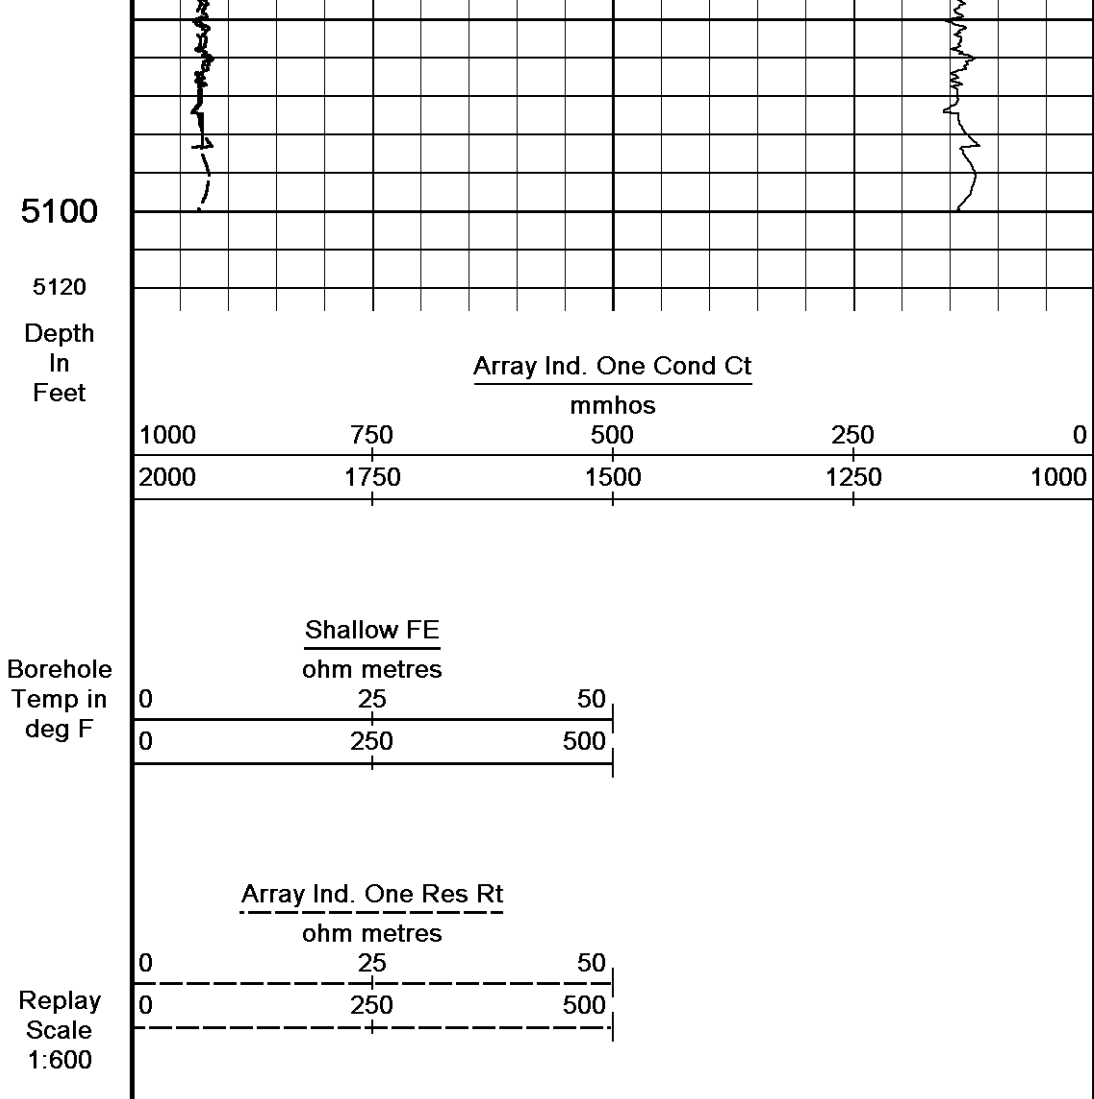 5100
5120
Depth
In
Feet
Array Ind. One Cond Ct
mmhos
1000 750 500 250 0
2000 1750 1500 1250 1000
Shallow FE
ohm metres
0 25 50
0 250 500
Borehole
Temp in
deg F
Array Ind. One Res Rt
ohm metres
0 25 50
0 250 500
Replay
Scale
1:600